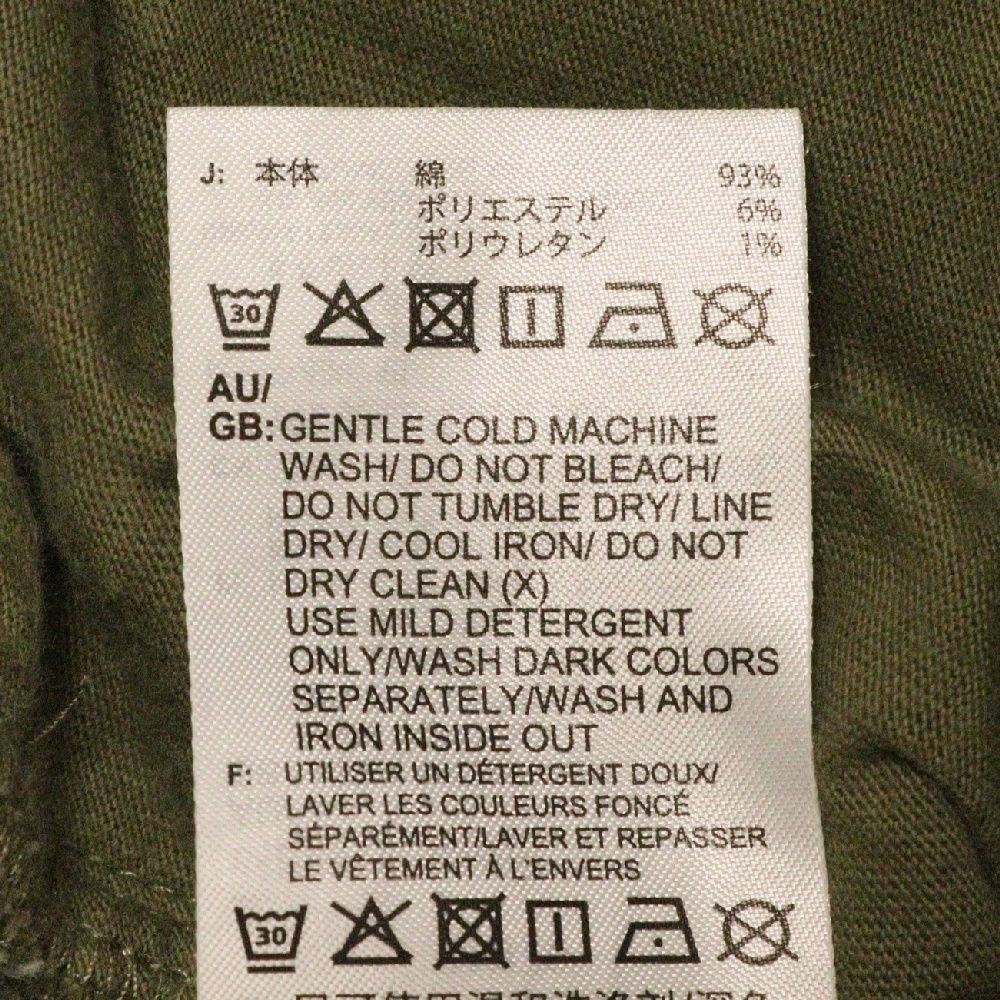 J: 本体 綿 93%
ポリエステル 6%
ポリウレタン 1%
30
AU/
GB: GENTLE COLD MACHINE
WASH/ DO NOT BLEACH/
DO NOT TUMBLE DRY/ LINE
DRY/ COOL IRON/ DO NOT
DRY CLEAN (X)
USE MILD DETERGENT
ONLY/WASH DARK COLORS
SEPARATELY/WASH AND
IRON INSIDE OUT
F: UTILISER UN DÉTERGENT DOUX/
LAVER LES COULEURS FONCÉ
SÉPARÉMENT/LAVER ET REPASSER
LE VÊTEMENT À L'ENVERS
30